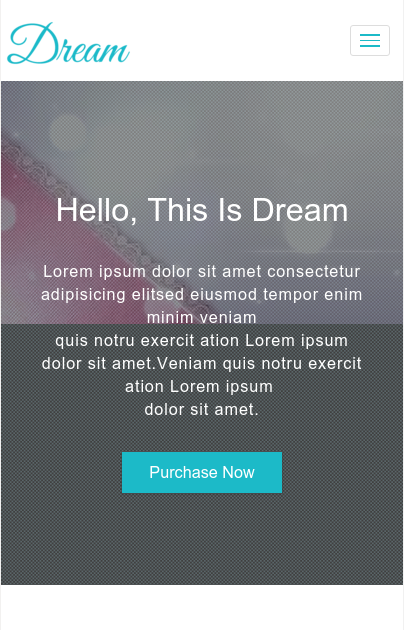 Dream
Hello, This Is Dream
Lorem ipsum dolor sit amet consectetur
adipisicing elitsed eiusmod tempor enim
minim veniam
quis notru exercit ation Lorem ipsum
dolor sit amet.Veniam quis notru exercit
ation Lorem ipsum
dolor sit amet.
Purchase Now